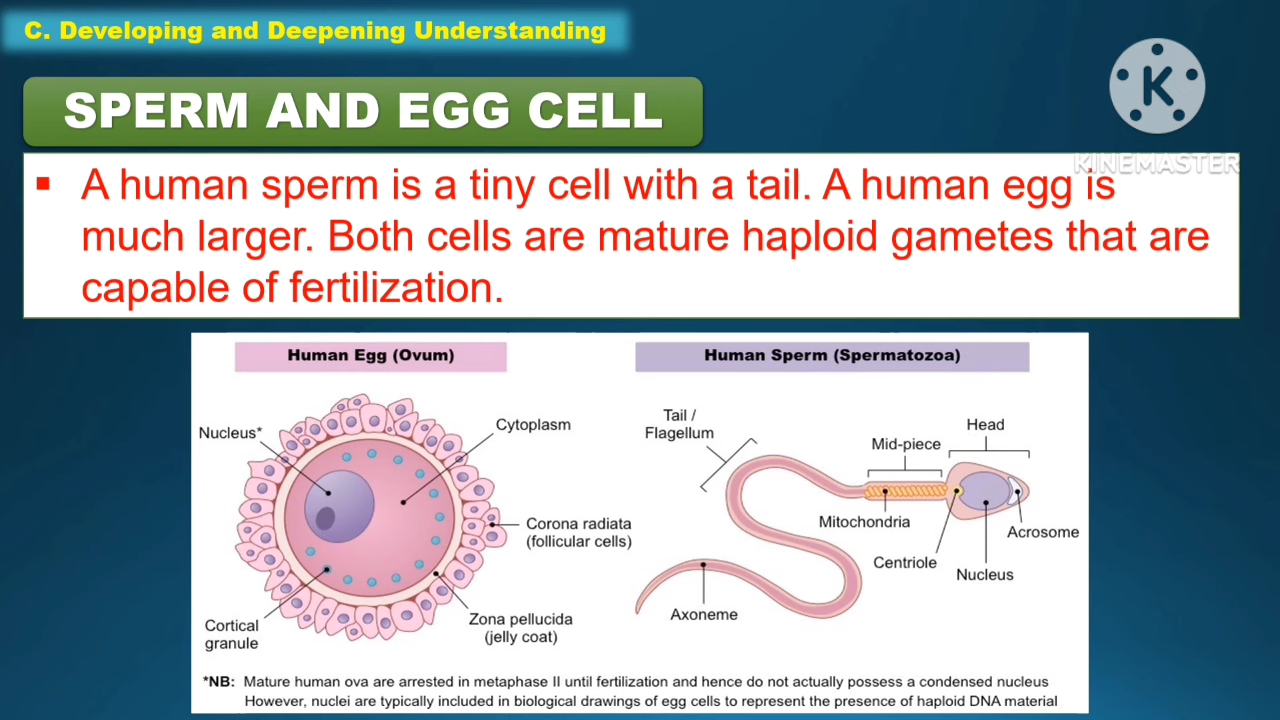 C. Developing and Deepening Understanding
SPERM AND EGG CELL
K
KINEMASTER
▪ A human sperm is a tiny cell with a tail. A human egg is
much larger. Both cells are mature haploid gametes that are
capable of fertilization.
Human Egg (Ovum)
Nucleus*
Cytoplasm
Corona radiata
(follicular cells)
Zona pellucida
(jelly coat)
Cortical
granule
Human Sperm (Spermatozoa)
Tail /
Flagellum
Mid-piece
Head
Mitochondria
Acrosome
Centriole
Nucleus
Axoneme
*NB: Mature human ova are arrested in metaphase II until fertilization and hence do not actually possess a condensed nucleus
However, nuclei are typically included in biological drawings of egg cells to represent the presence of haploid DNA material